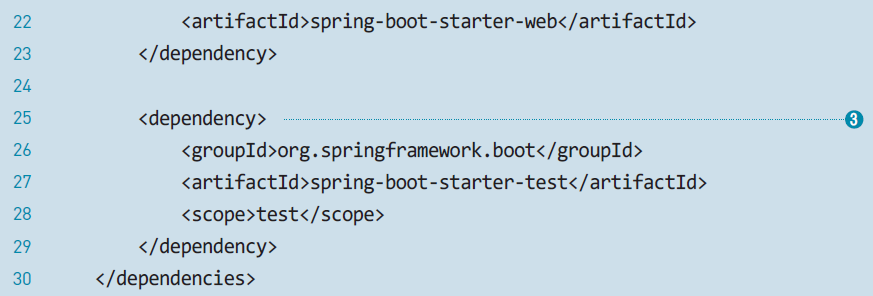 22 <artifactId>spring-boot-starter-web</artifactId>
23 </dependency>
24
25 <dependency> 3
26 <groupId>org.springframework.boot</groupId>
27 <artifactId>spring-boot-starter-test</artifactId>
28 <scope>test</scope>
29 </dependency>
30 </dependencies>